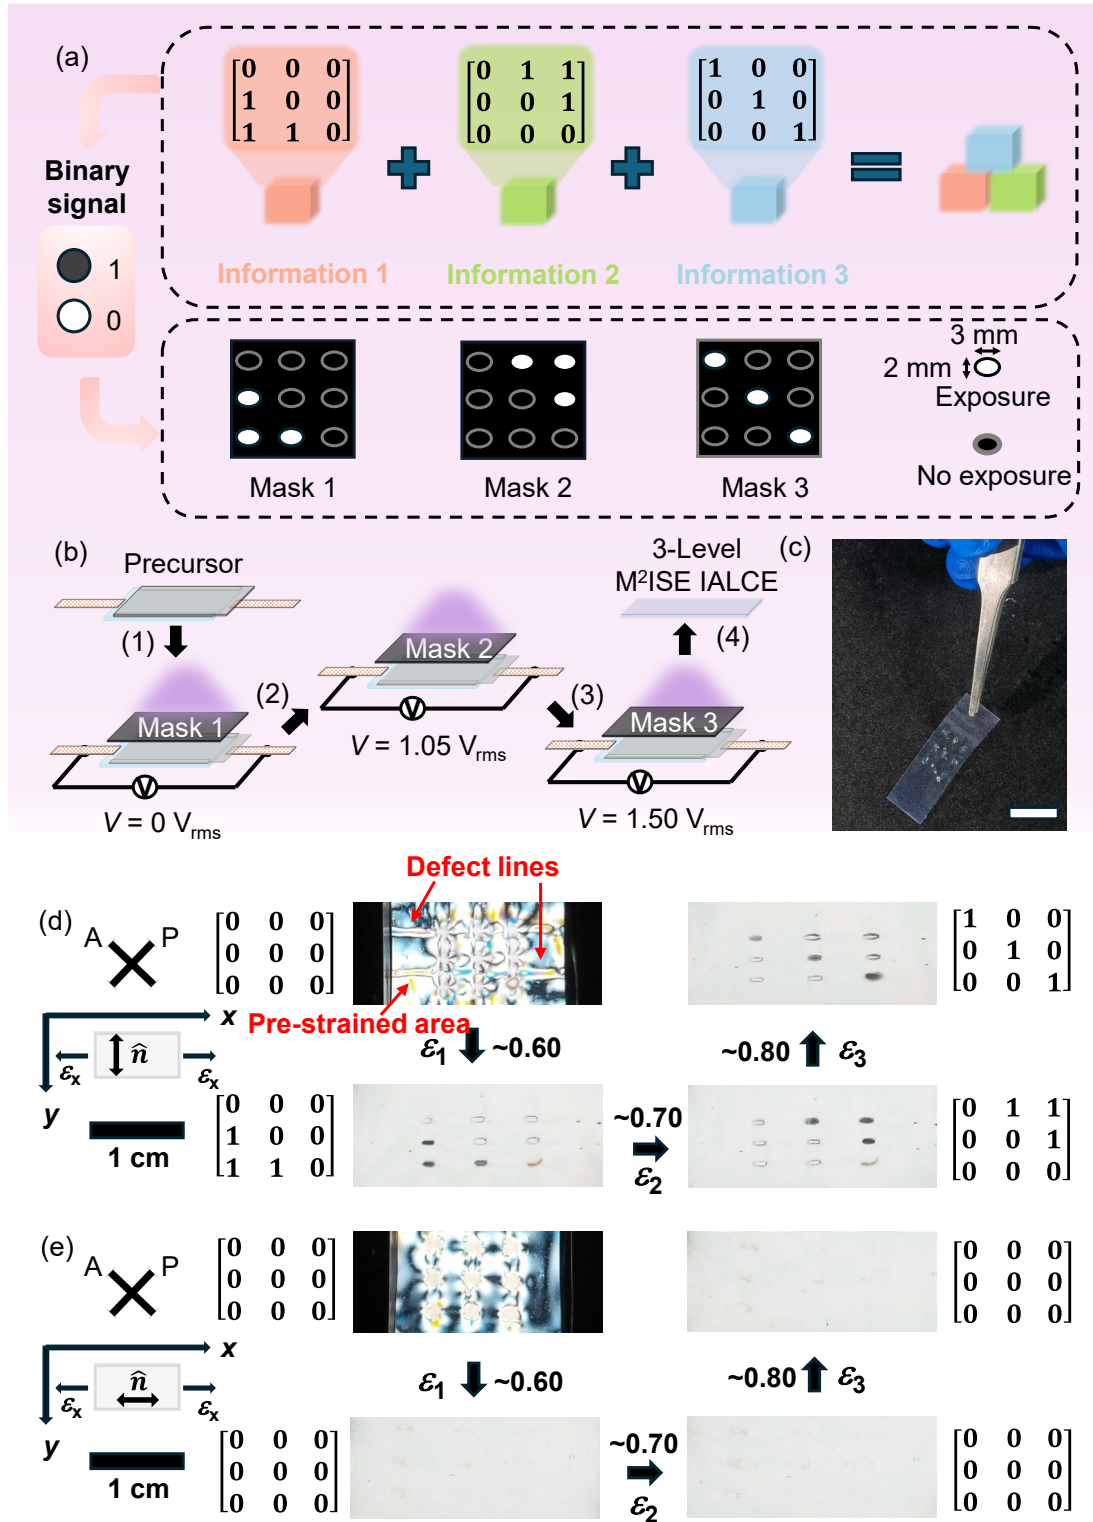 (a)
0 0 0
1 0 0
1 1 0
0 1 1
0 0 1
0 0 0
1 0 0
0 1 0
0 0 1
Information 1
Information 2
Information 3
Binary
signal
1
0
Mask 1
Mask 2
Mask 3
3 mm
2 mm
Exposure
No exposure
(b)
Precursor
(1)
Mask 1
V
V = 0 Vrms
(2)
Mask 2
V
V = 1.05 Vrms
(3)
Mask 3
V
V = 1.50 Vrms
(4)
3-Level
M²ISE IALCE
(c)
Defect lines
(d)
A P
x
n̂
εx εx
y
1 cm
0 0 0
0 0 0
0 0 0
Pre-strained area
ε1 ~0.60
0 0 0
1 0 0
1 1 0
~0.70
ε2
0 1 1
0 0 1
0 0 0
~0.80 ε3
1 0 0
0 1 0
0 0 1
(e)
A P
x
n̂
εx εx
y
1 cm
0 0 0
0 0 0
0 0 0
ε1 ~0.60
0 0 0
0 0 0
0 0 0
~0.70
ε2
0 0 0
0 0 0
0 0 0
~0.80 ε3
0 0 0
0 0 0
0 0 0